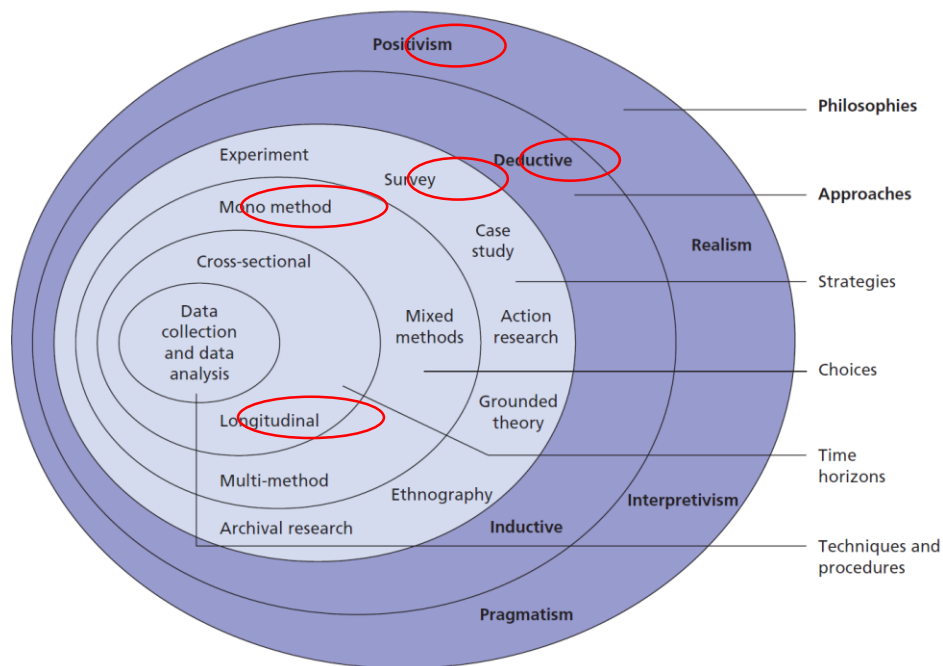 Positivism
Philosophies
Experiment
Deductive
Survey
Approaches
Mono method
Case
study
Realism
Cross-sectional
Strategies
Data
collection
and data
analysis
Mixed
methods
Action
research
Choices
Grounded
theory
Longitudinal
Time
horizons
Multi-method
Ethnography
Interpretivism
Archival research
Inductive
Techniques and
procedures
Pragmatism